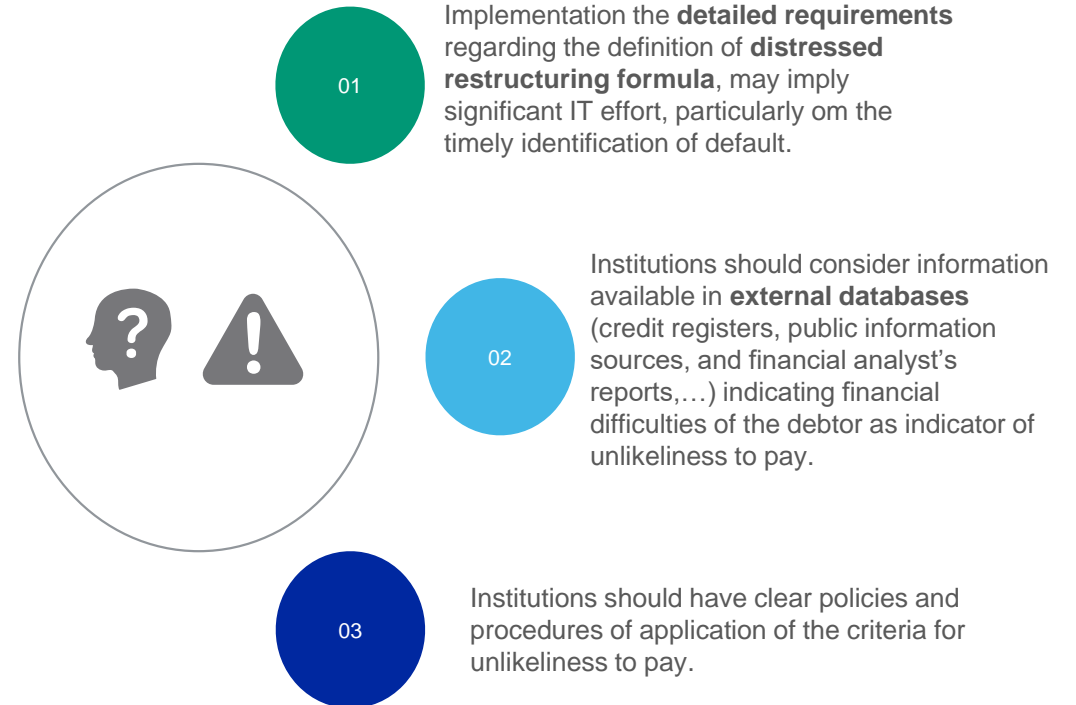 01
Implementation the detailed requirements
regarding the definition of distressed
restructuring formula, may imply
significant IT effort, particularly om the
timely identification of default.
?
!
02
Institutions should consider information
available in external databases
(credit registers, public information
sources, and financial analyst's
reports,…) indicating financial
difficulties of the debtor as indicator of
unlikeliness to pay.
03
Institutions should have clear policies and
procedures of application of the criteria for
unlikeliness to pay.